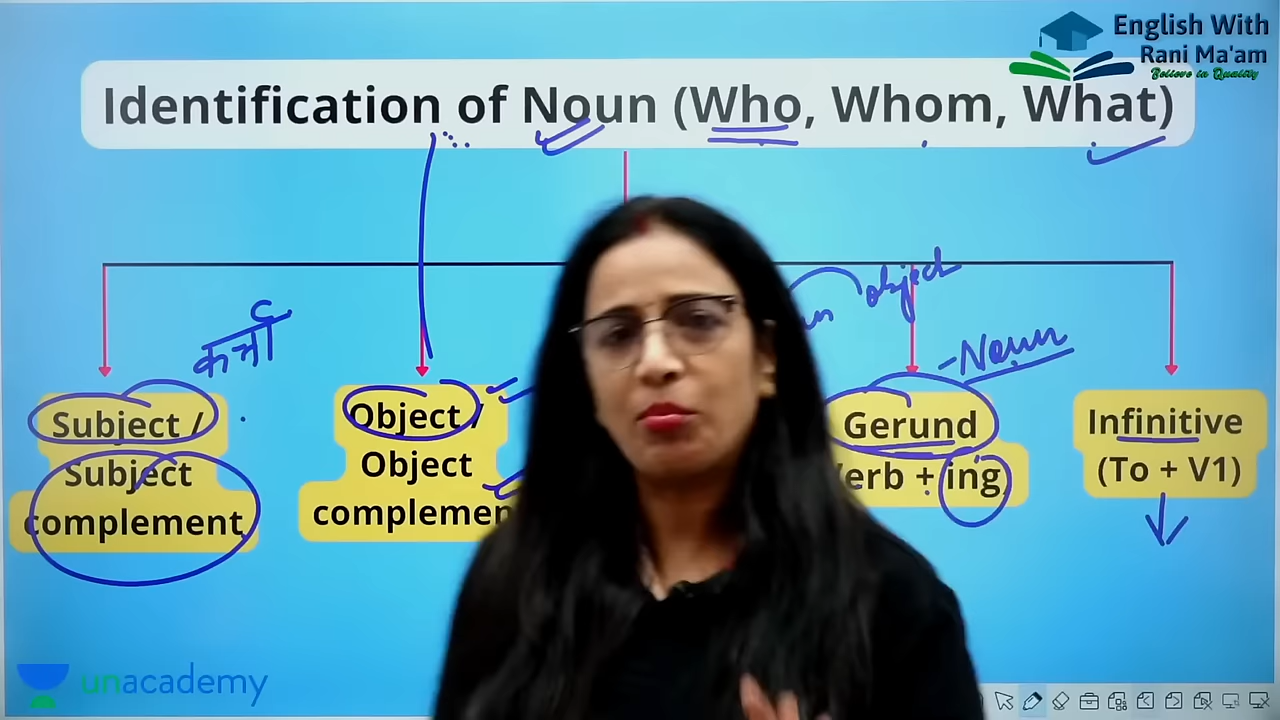 English With
Rani Ma'am
Believe in Quality
Identification of Noun (Who, Whom, What)
object
कर्ता
-Noun
Subject /
Subject
complement
Object /
Object
complemen
Gerund
erb + ing
Infinitive
(To + V1)
unacademy